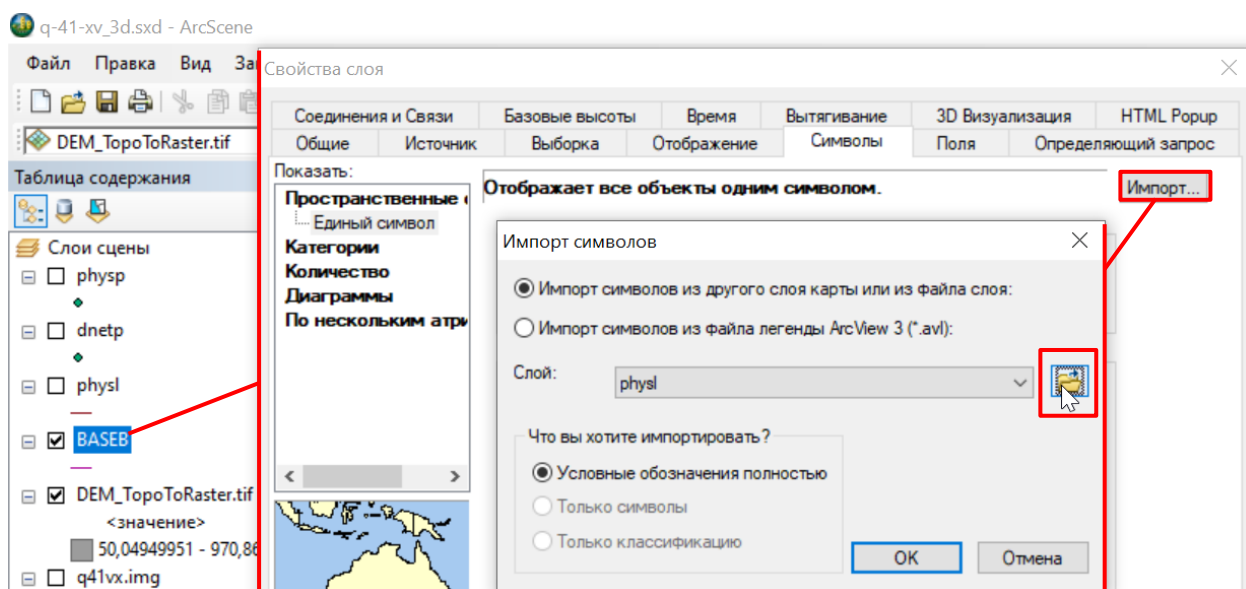 q-41-xv_3d.sxd - ArcScene
Файл Правка Вид
Свойства слоя
Соединения и Связи Базовые высоты Время Вытягивание 3D Визуализация HTML Popup
DEM_TopoToRaster.tif
Общие Источник Выборка Отображение Символы Поля Определяющий запрос
Таблица содержания
Показать:
Пространственные
Единый символ
Категории
Количество
Диаграммы
По нескольким
Отображает все объекты одним символом.
Импорт...
Слои сцены
physp
dnetp
physl
BASEB
DEM_TopoToRaster.tif
<значение>
50,04949951 - 970,86
q41vx.img
Импорт символов
Импорт символов из другого слоя карты или из файла слоя:
Импорт символов из файла легенды ArcView 3 (*.avl):
Слой:
physl
Что вы хотите импортировать?
Условные обозначения полностью
Только символы
Только классификацию
OK Отмена